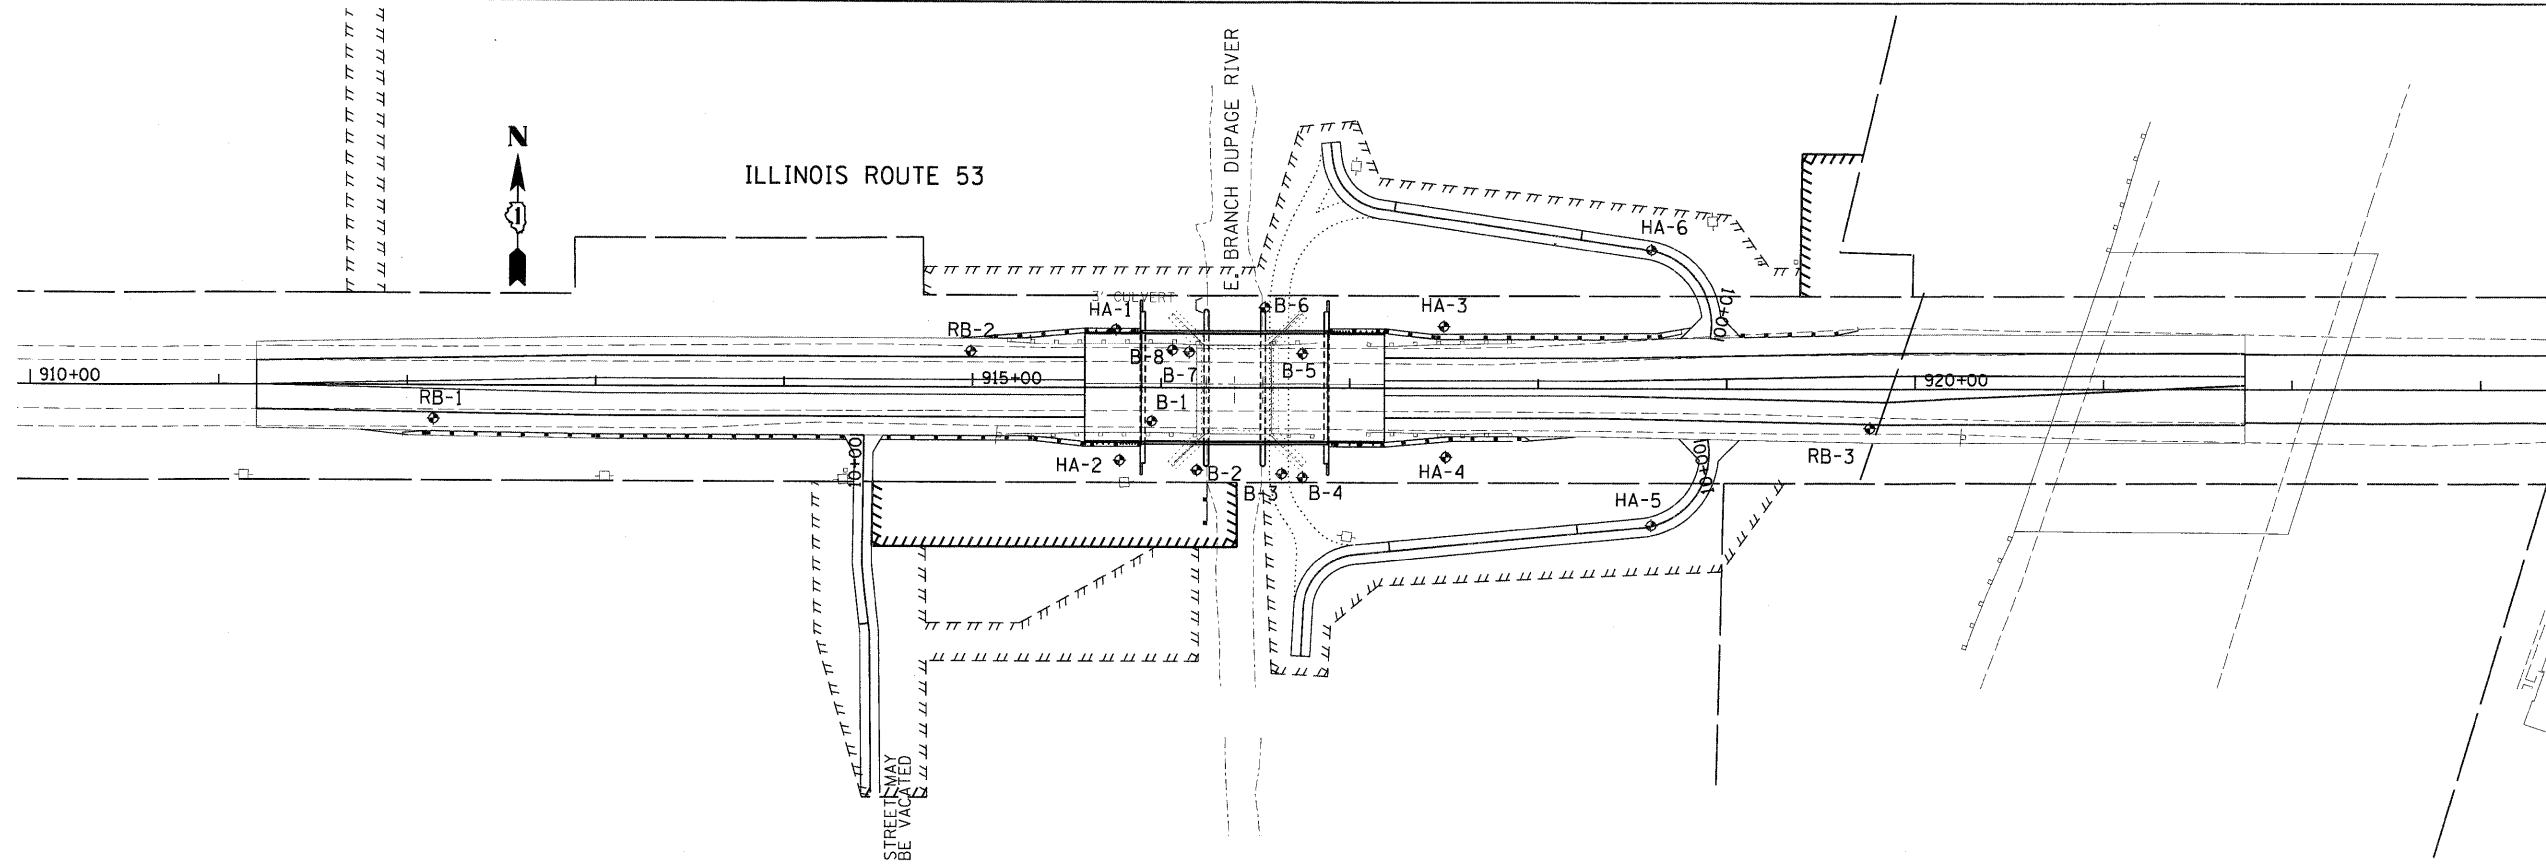 E. BRANCH DUPAGE RIVER
N
ILLINOIS ROUTE 53
1
HA-6
3' CULVERT
10+00
HA-1
B-6
HA-3
RB-2
B-8
B-7
B-5
910+00
915+00
920+00
RB-1
B-1
10+00
HA-2
B-2
B-3
B-4
HA-4
10+00
RB-3
HA-5
STREET MAY
BE VACATED